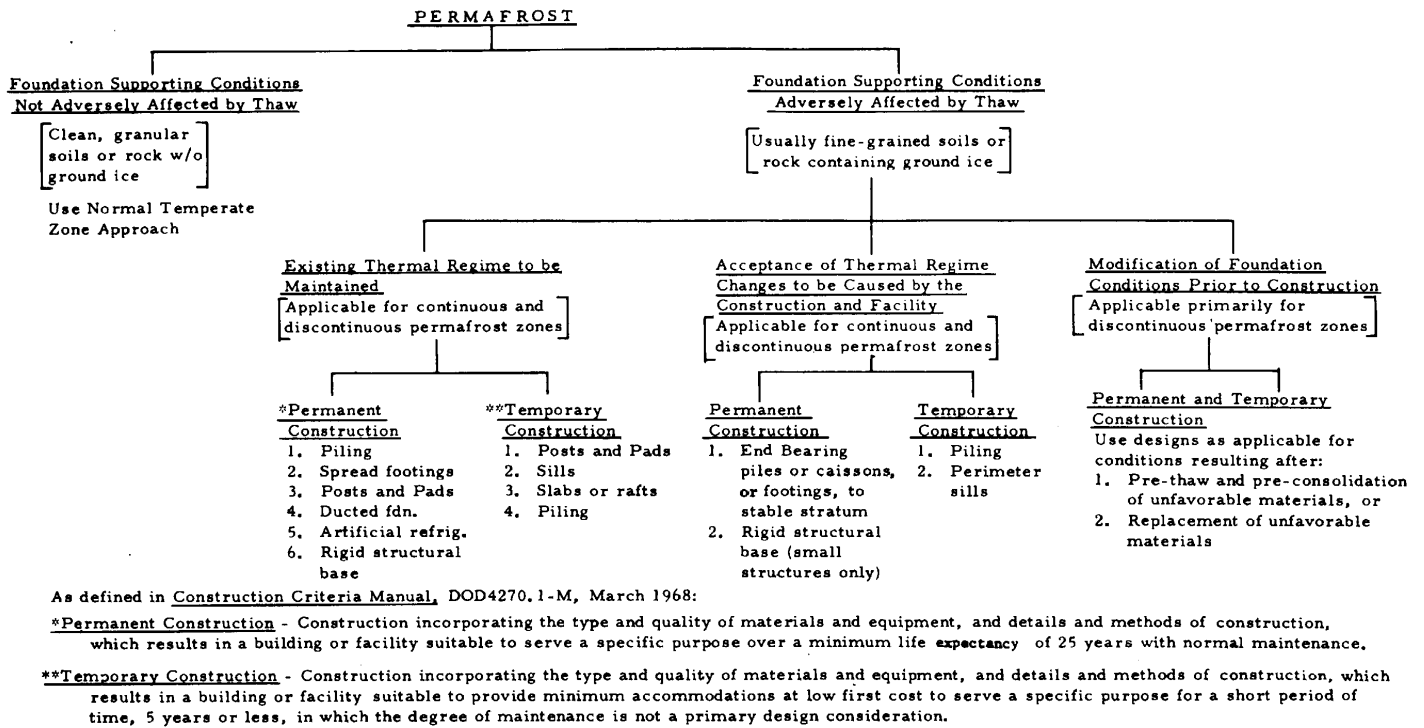 PERMAFROST
Foundation Supporting Conditions
Not Adversely Affected by Thaw
Clean, granular
soils or rock w/o
ground ice
Use Normal Temperate
Zone Approach
Foundation Supporting Conditions
Adversely Affected by Thaw
Usually fine-grained soils or
rock containing ground ice
Existing Thermal Regime to be
Maintained
Applicable for continuous and
discontinuous permafrost zones
*Permanent
Construction
1. Piling
2. Spread footings
3. Posts and Pads
4. Ducted fdn.
5. Artificial refrig.
6. Rigid structural
base
**Temporary
Construction
1. Posts and Pads
2. Sills
3. Slabs or rafts
4. Piling
Acceptance of Thermal Regime
Changes to be Caused by the
Construction and Facility
Applicable for continuous and
discontinuous permafrost zones
Permanent
Construction
1. End Bearing
piles or caissons,
or footings, to
stable stratum
2. Rigid structural
base (small
structures only)
Temporary
Construction
1. Piling
2. Perimeter
sills
Modification of Foundation
Conditions Prior to Construction
Applicable primarily for
discontinuous permafrost zones
Permanent and Temporary
Construction
Use designs as applicable for
conditions resulting after:
1. Pre-thaw and pre-consolidation
of unfavorable materials, or
2. Replacement of unfavorable
materials
As defined in Construction Criteria Manual, DOD4270.1-M, March 1968:
*Permanent Construction - Construction incorporating the type and quality of materials and equipment, and details and methods of construction,
which results in a building or facility suitable to serve a specific purpose over a minimum life expectancy of 25 years with normal maintenance.
**Temporary Construction - Construction incorporating the type and quality of materials and equipment, and details and methods of construction, which
results in a building or facility suitable to provide minimum accommodations at low first cost to serve a specific purpose for a short period of
time, 5 years or less, in which the degree of maintenance is not a primary design consideration.